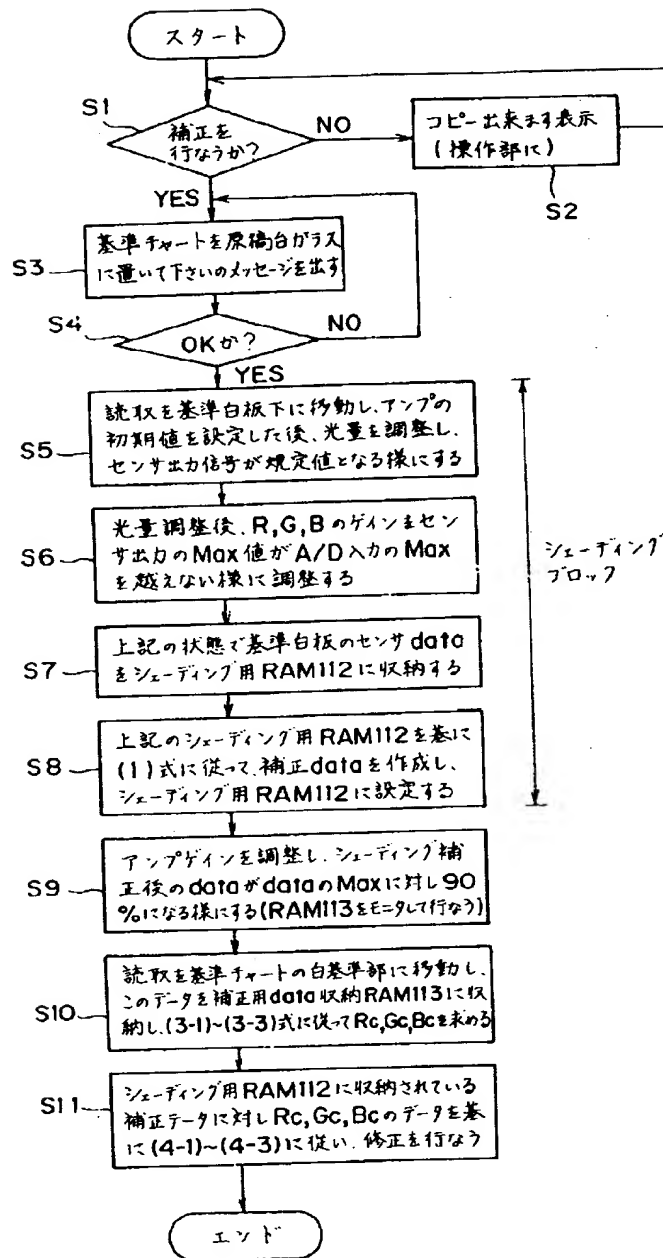 スタート
S1
補正を
行なうか?
NO
コピー出来ます表示
(操作部に)
S2
YES
S3
基準チャートを原稿台ガラス
に置いて下さいのメッセージを出す
S4
OKか?
NO
YES
S5
読取を基準白板下に移動し、アンプの
初期値を設定した後、光量を調整し、
センサ出力信号が規定値となる様にする
S6
光量調整後、R,G,Bのゲインをセン
サ出力のMax値がA/D入力のMax
を越えない様に調整する
シェーディング
ブロック
S7
上記の状態で基準白板のセンサdata
をシェーディング用RAM112に収納する
S8
上記のシェーディング用RAM112を基に
(1)式に従って、補正dataを作成し、
シェーディング用RAM112に設定する
S9
アンプゲインを調整し、シェーディング補
正後のdataがdataのMaxに対し90
%になる様にする(RAM113をモニタして行なう)
S10
読取を基準チャートの白基準部に移動し、
このデータを補正用data収納RAM113に収
納し、(3-1)~(3-3)式に従ってRc,Gc,Bcを求める
S11
シェーディング用RAM112に収納されている
補正データに対しRc,Gc,Bcのデータを基
に(4-1)~(4-3)に従い、修正を行なう
エンド